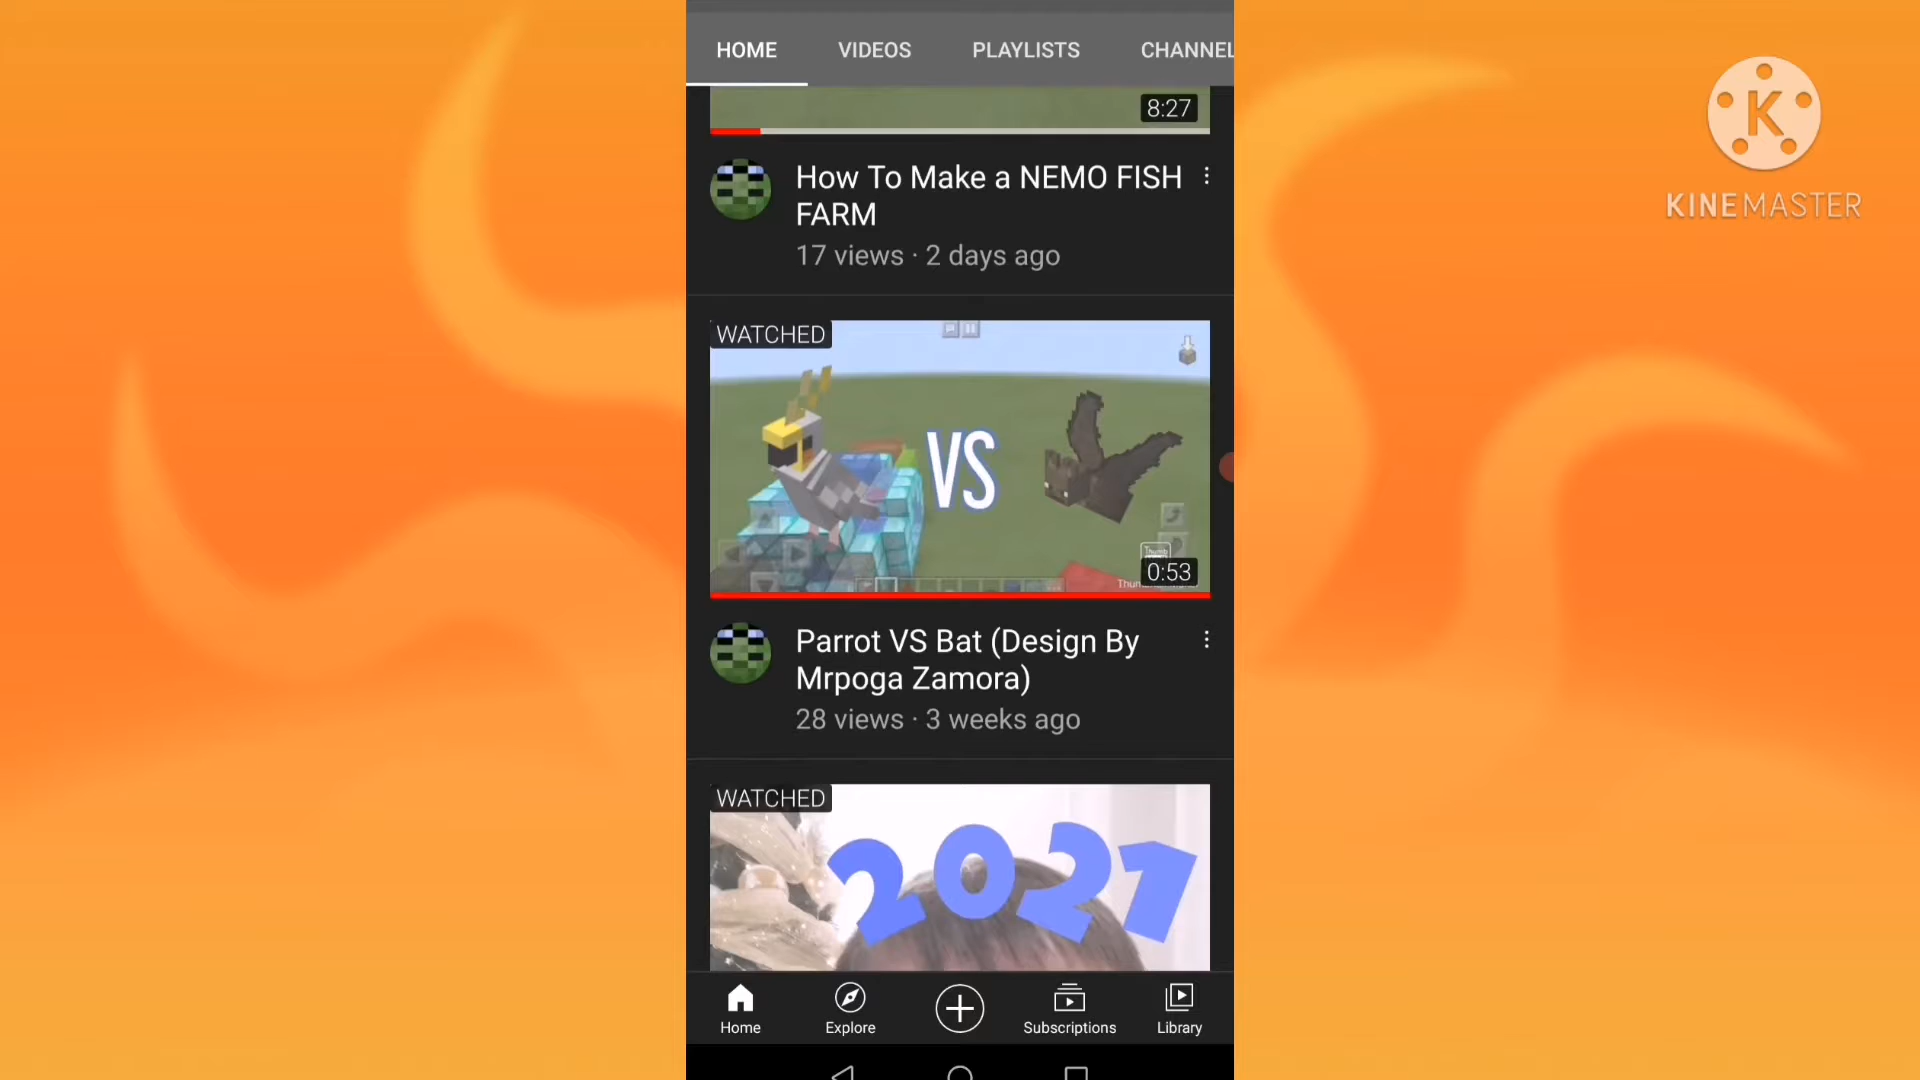 HOME VIDEOS PLAYLISTS CHANNEL
8:27
How To Make a NEMO FISH
FARM
17 views · 2 days ago
WATCHED
VS
0:53
Parrot VS Bat (Design By
Mrpoga Zamora)
28 views · 3 weeks ago
WATCHED
2021
Home Explore Subscriptions Library
K
KINEMASTER